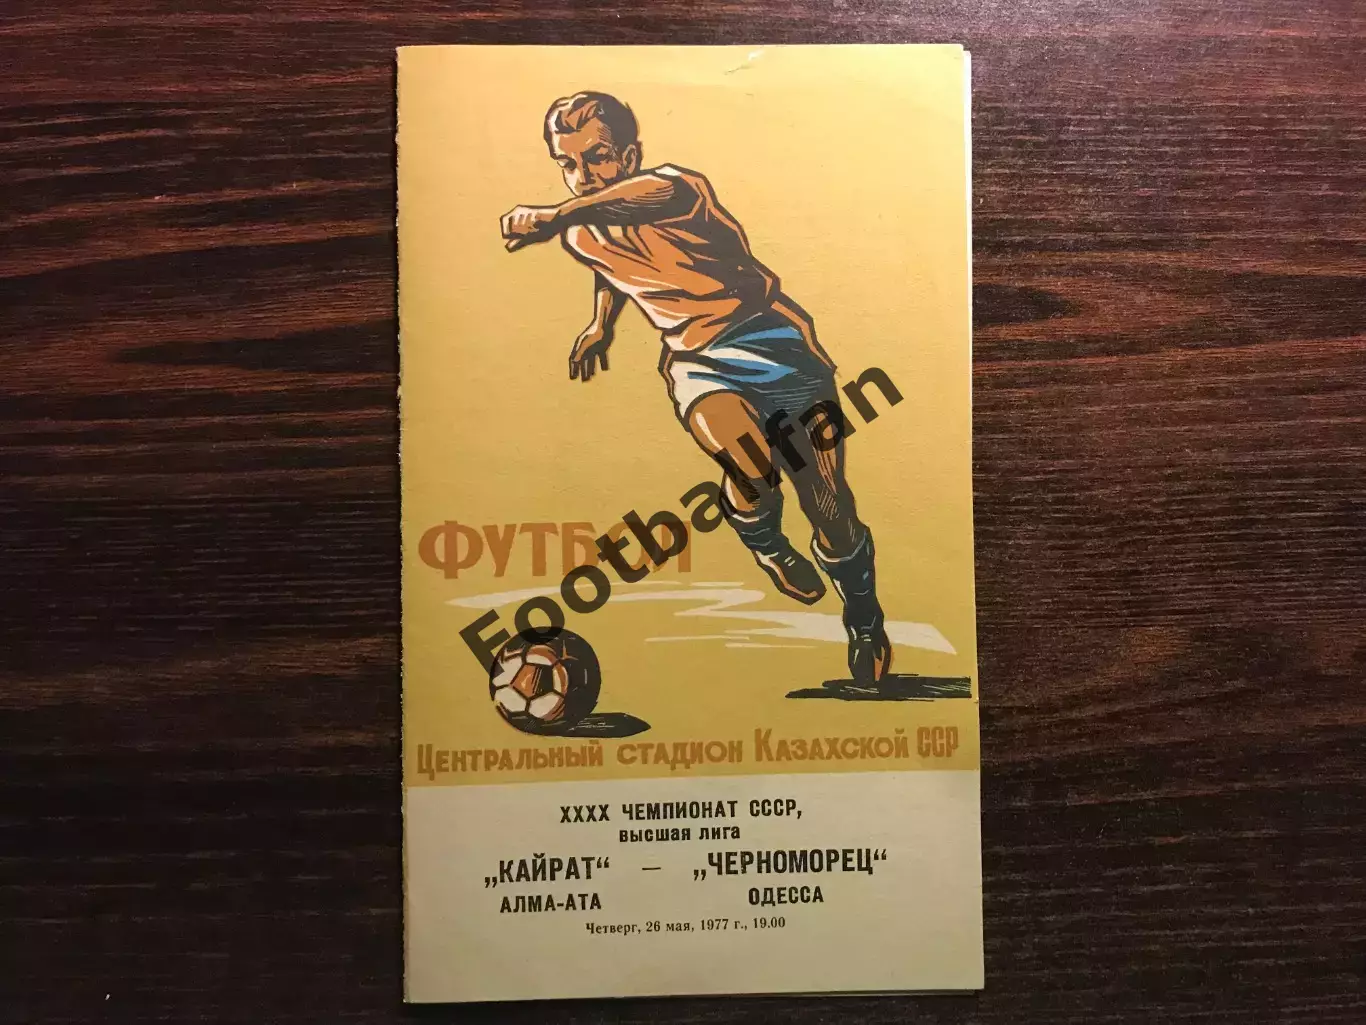 ФУТБОЛ
Footballfan
Центральный стадион Казахской ССР
XXXX ЧЕМПИОНАТ СССР,
высшая лига
„КАЙРАТ“ — „ЧЕРНОМОРЕЦ“
АЛМА-АТА ОДЕССА
Четверг, 26 мая, 1977 г., 19.00